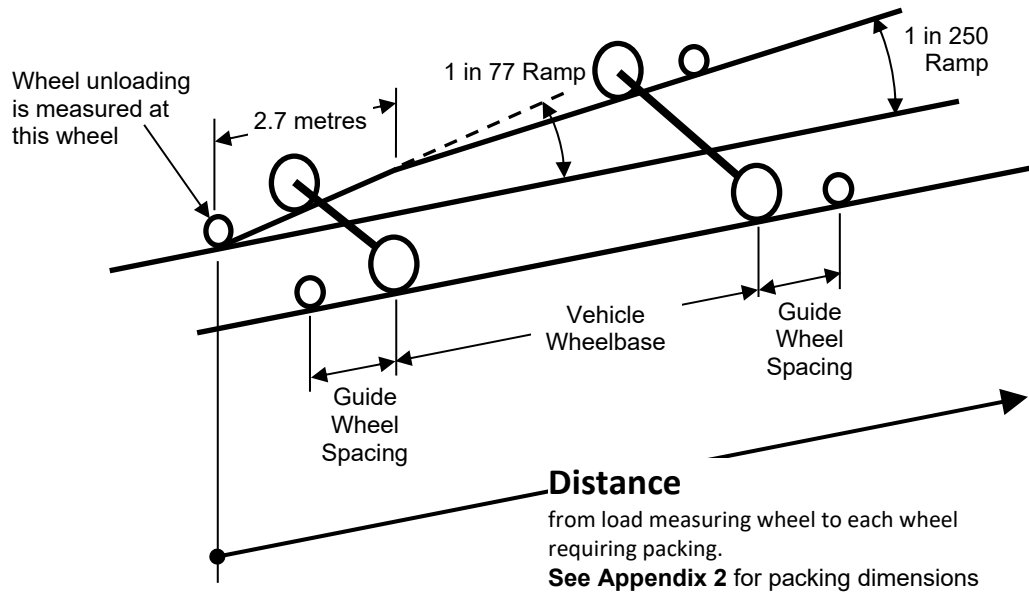 Wheel unloading
is measured at
this wheel
2.7 metres
1 in 77 Ramp
1 in 250
Ramp
Vehicle
Wheelbase
Guide
Wheel
Spacing
Guide
Wheel
Spacing
Distance
from load measuring wheel to each wheel
requiring packing.
See Appendix 2 for packing dimensions